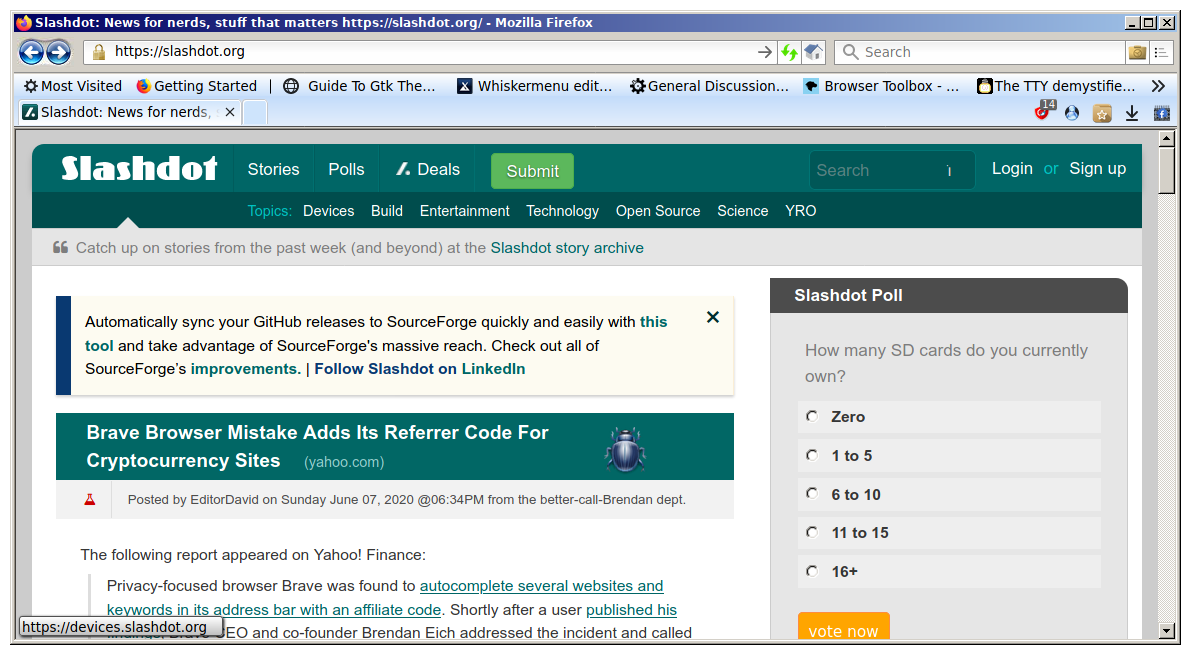 Slashdot: News for nerds, stuff that matters https://slashdot.org/ - Mozilla Firefox
https://slashdot.org
Search
Most Visited Getting Started | Guide To Gtk The... Whiskermenu edit... General Discussion... Browser Toolbox - ... The TTY demystifie...
Slashdot: News for nerds,
14
Slashdot Stories Polls Deals Submit Search Login or Sign up
Topics: Devices Build Entertainment Technology Open Source Science YRO
Catch up on stories from the past week (and beyond) at the Slashdot story archive
Automatically sync your GitHub releases to SourceForge quickly and easily with this
tool and take advantage of SourceForge's massive reach. Check out all of
SourceForge's improvements. | Follow Slashdot on LinkedIn
Brave Browser Mistake Adds Its Referrer Code For
Cryptocurrency Sites (yahoo.com)
Posted by EditorDavid on Sunday June 07, 2020 @06:34PM from the better-call-Brendan dept.
The following report appeared on Yahoo! Finance:
Privacy-focused browser Brave was found to autocomplete several websites and
keywords in its address bar with an affiliate code. Shortly after a user published his
CEO and co-founder Brendan Eich addressed the incident and called
https://devices.slashdot.org
Slashdot Poll
How many SD cards do you currently
own?
Zero
1 to 5
6 to 10
11 to 15
16+
vote now